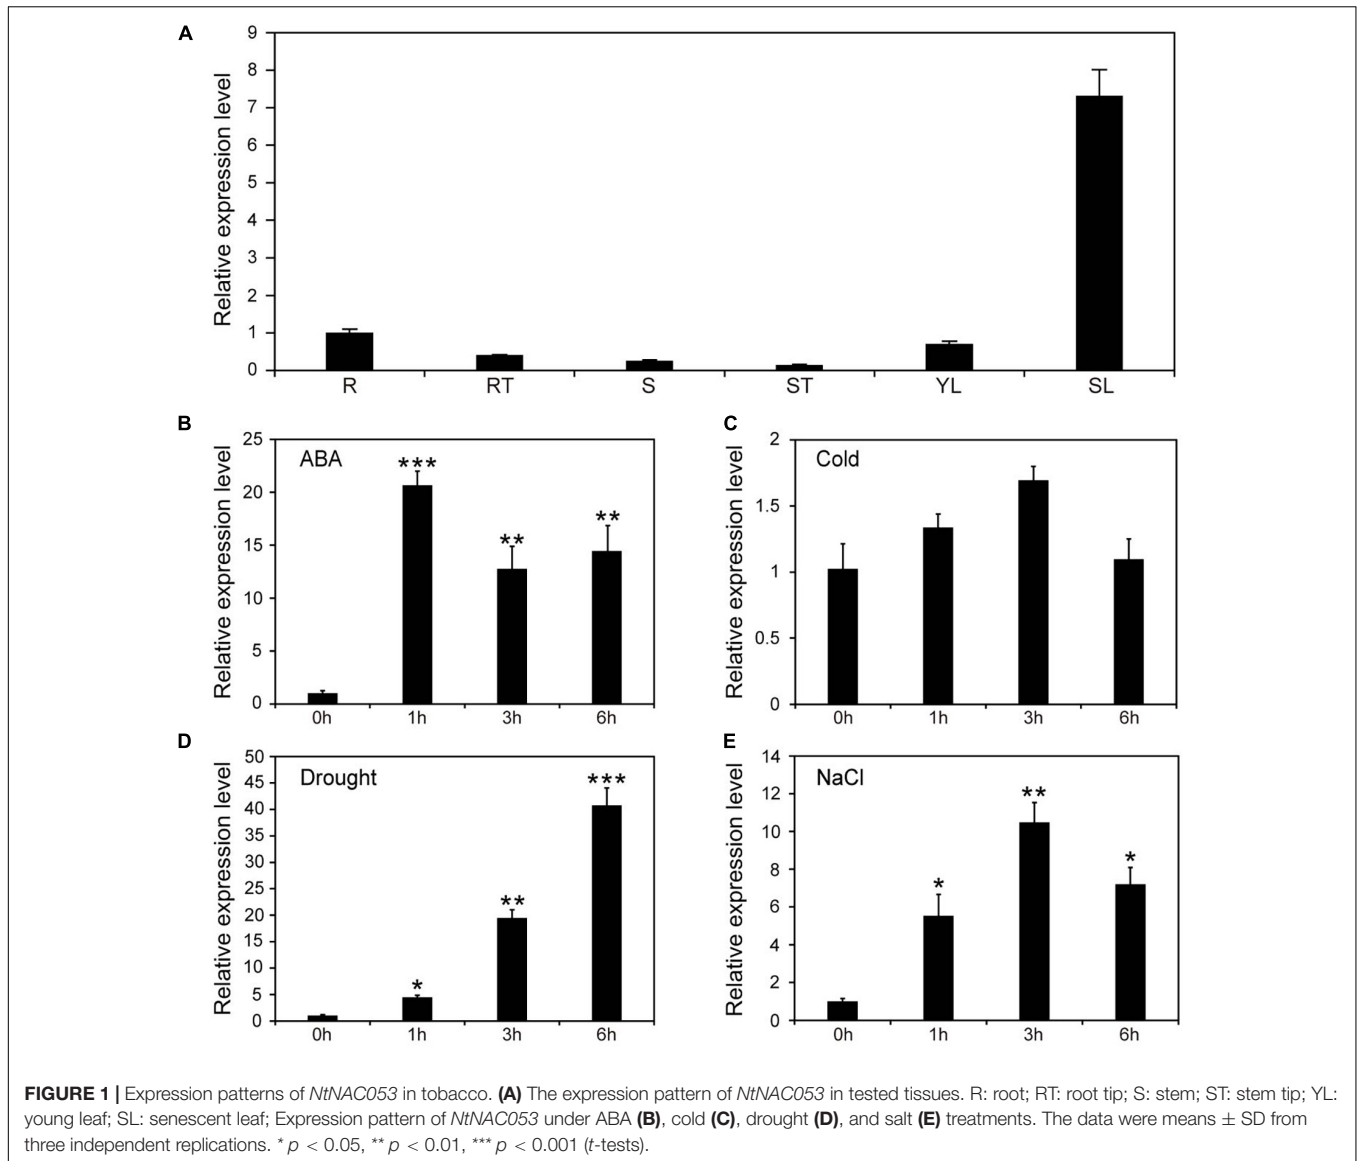 A
Relative expression level
9
8
7
6
5
4
3
2
1
0
R RT S ST YL SL
B
Relative expression level
25
20
15
10
5
0
ABA
***
**
**
0h 1h 3h 6h
C
Relative expression level
2
1.5
1
0.5
0
Cold
0h 1h 3h 6h
D
Relative expression level
50
45
40
35
30
25
20
15
10
5
0
Drought
*
**
***
0h 1h 3h 6h
E
Relative expression level
14
12
10
8
6
4
2
0
NaCl
*
**
*
0h 1h 3h 6h
FIGURE 1 | Expression patterns of NtNAC053 in tobacco. (A) The expression pattern of NtNAC053 in tested tissues. R: root; RT: root tip; S: stem; ST: stem tip; YL:
young leaf; SL: senescent leaf; Expression pattern of NtNAC053 under ABA (B), cold (C), drought (D), and salt (E) treatments. The data were means ± SD from
three independent replications. * p < 0.05, ** p < 0.01, *** p < 0.001 (t-tests).